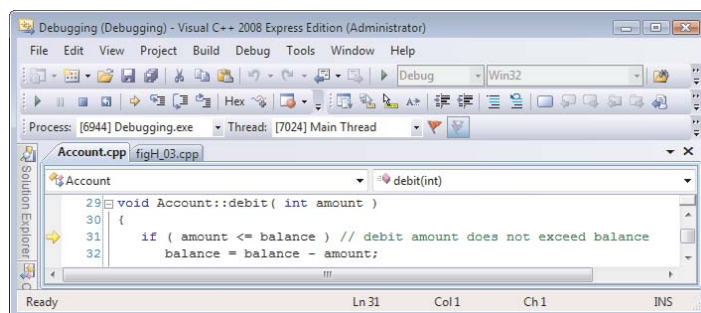 Debugging (Debugging) - Visual C++ 2008 Express Edition (Administrator)
File Edit View Project Build Debug Tools Window Help
Debug Win32
Hex
Process: [6944] Debugging.exe Thread: [7024] Main Thread
Account.cpp figH_03.cpp
Solution Explorer
Account debit(int)
29 void Account::debit( int amount )
30 {
31 if ( amount <= balance ) // debit amount does not exceed balance
32 balance = balance - amount;
Ready Ln 31 Col 1 Ch 1 INS